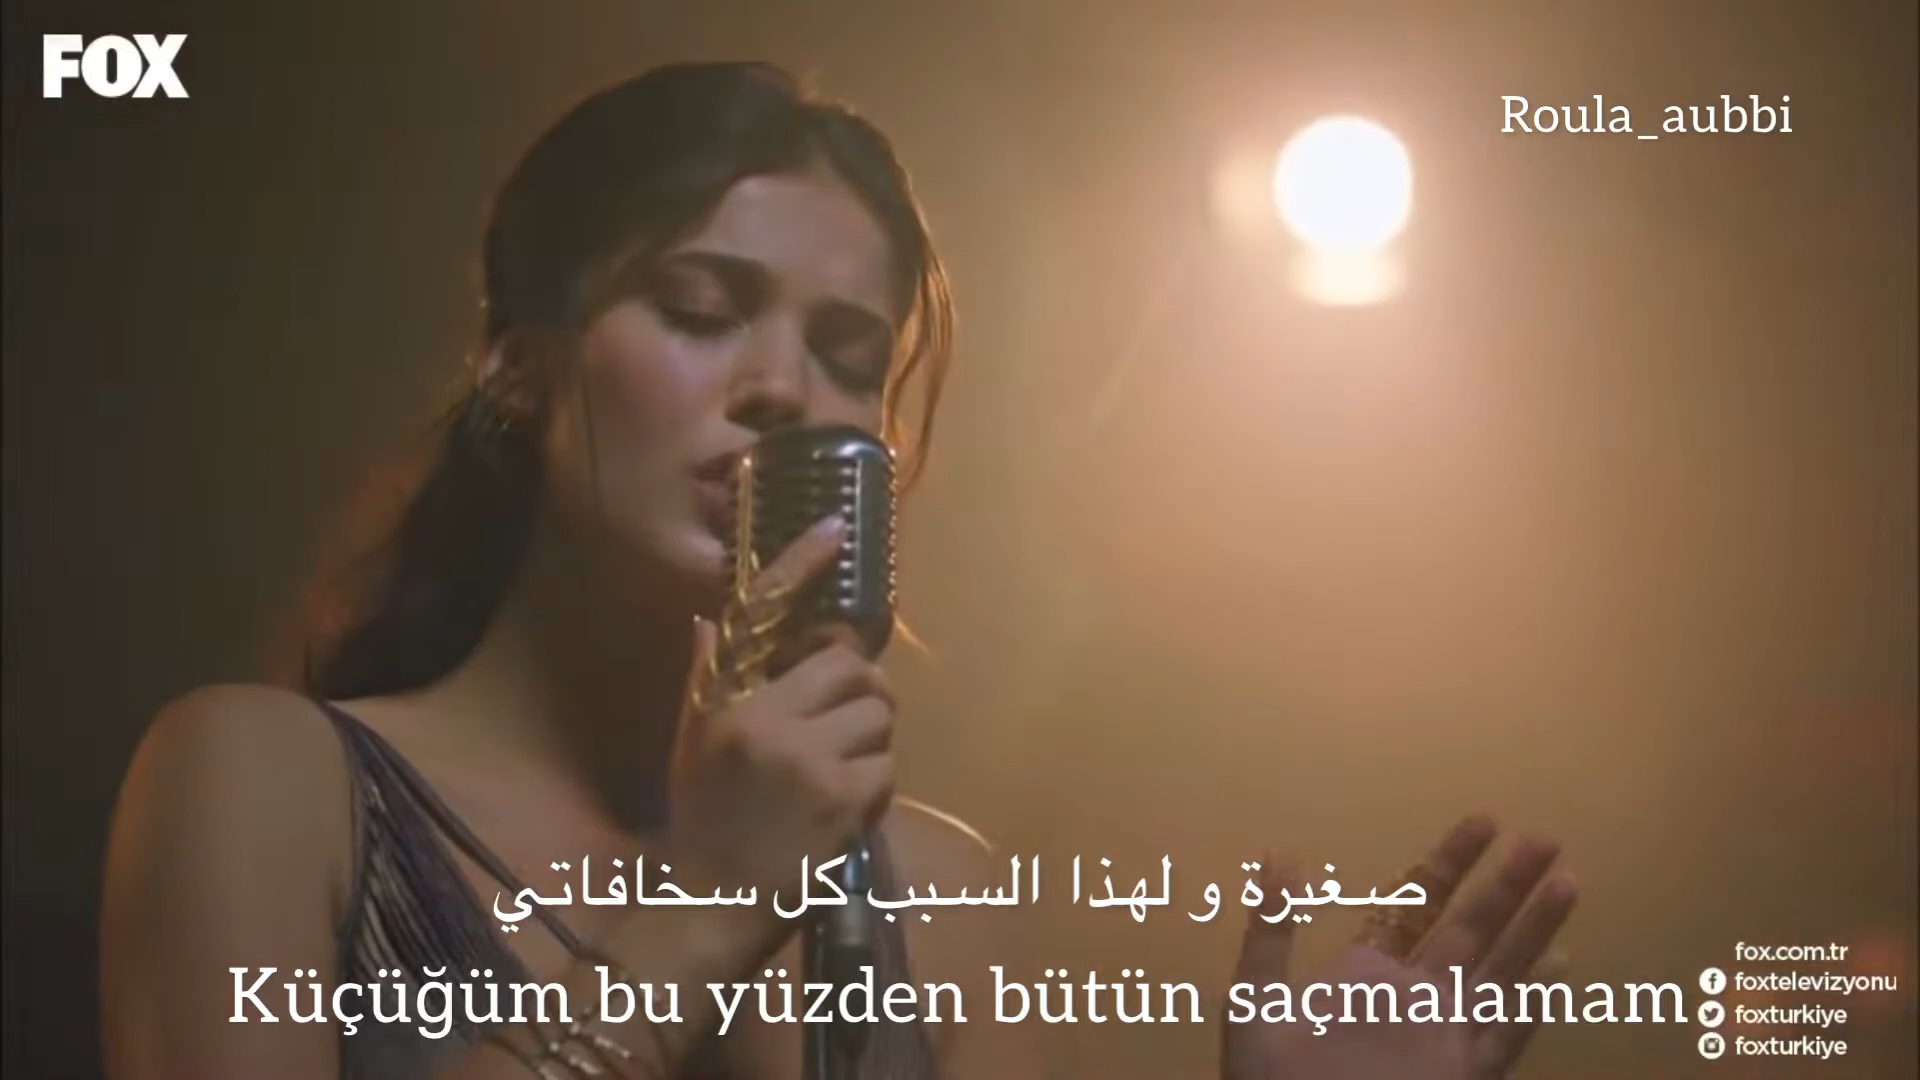 FOX
Roula_aubbi
صغيرة و لهذا السبب كل سخافاتي
Küçüğüm bu yüzden bütün saçmalamam
fox.com.tr
foxtelevizyonu
foxturkiye
foxturkiye